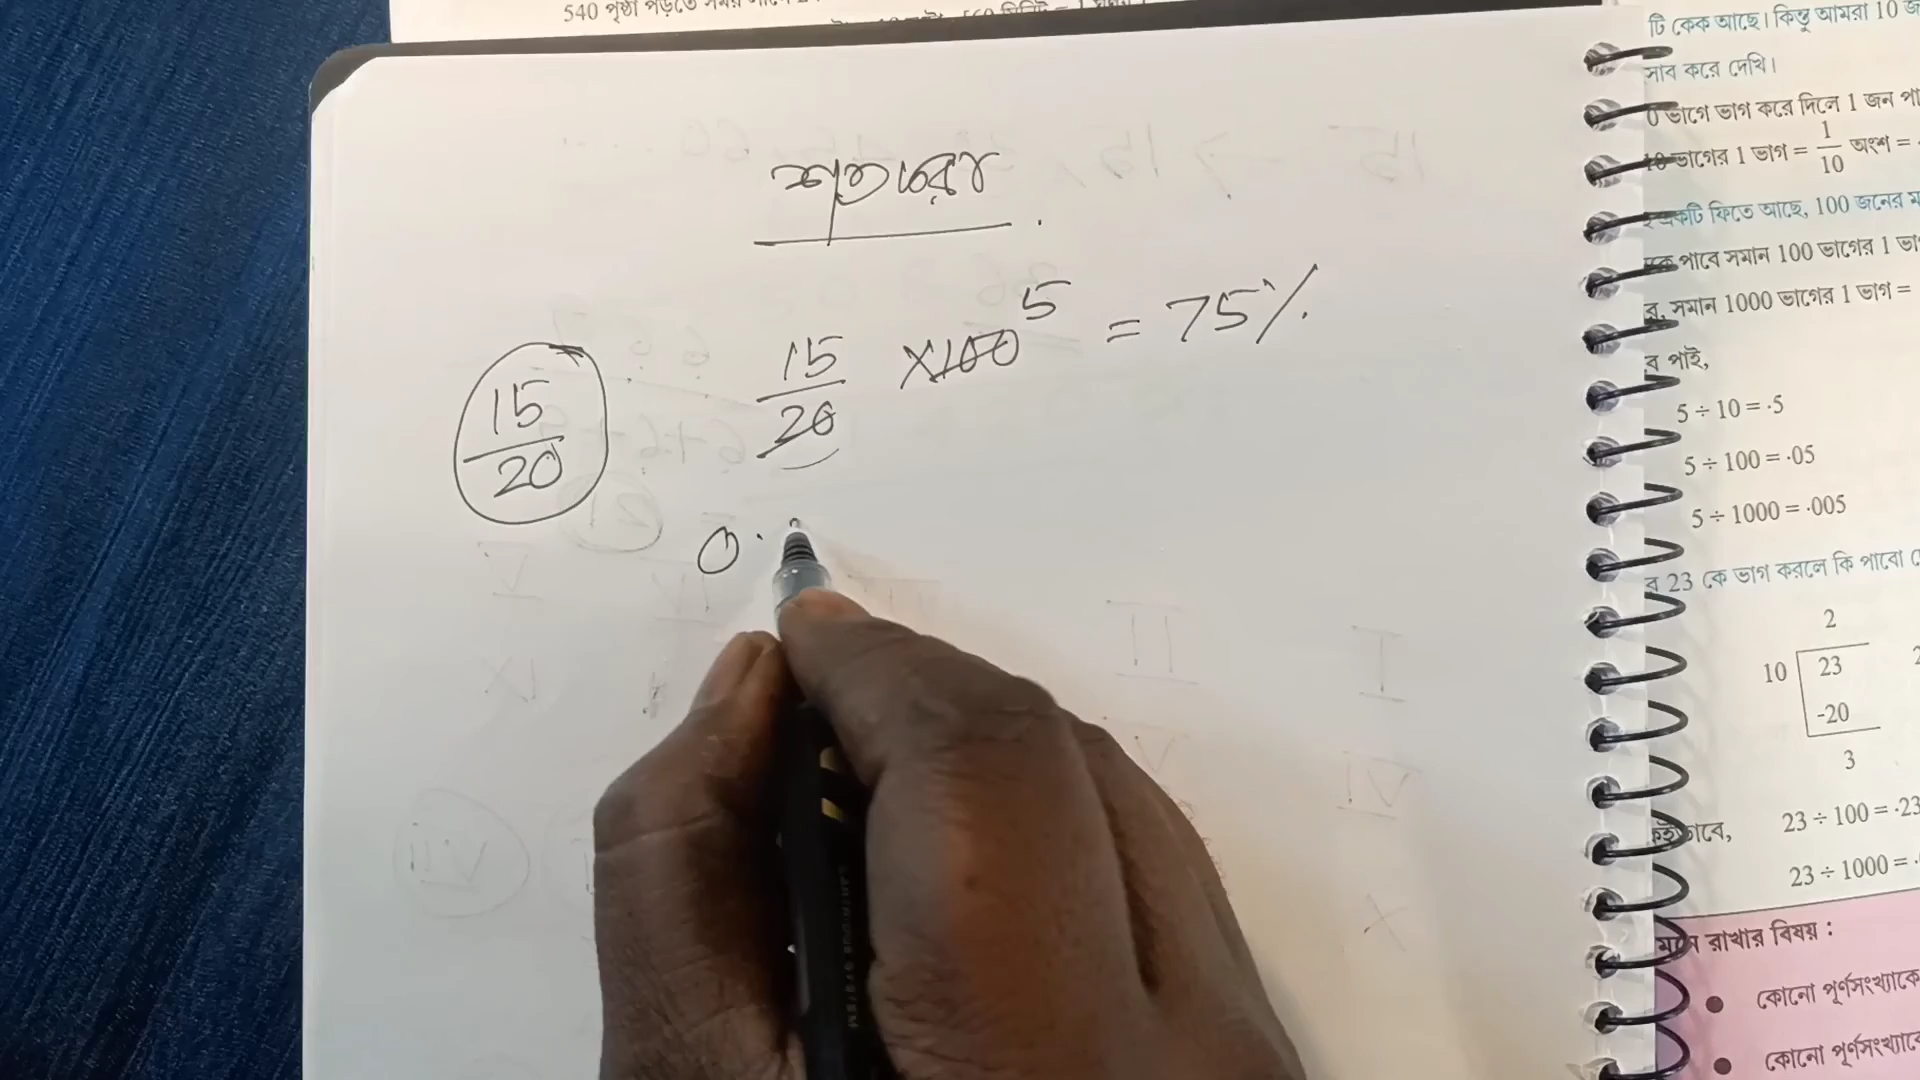 540 পৃষ্ঠা পড়তে সময় লাগে
শতকরা
15/20
15/20 ×100 5 = 75%
0.
টি কেক আছে। কিন্তু আমরা 10
সাব করে দেখি।
0 ভাগে ভাগ করে দিলে 1 জন
10 ভাগের 1 ভাগ = 1/10 অংশ =
একটি ফিতে আছে, 100 জনের
পাবে সমান 100 ভাগের 1
সমান 1000 ভাগের 1 ভাগ =
ব পাই,
5 ÷ 10 = ·5
5 ÷ 100 = ·05
5 ÷ 1000 = ·005
ব 23 কে ভাগ করলে কি পাবো
2
10 23
-20
3
23 ÷ 100 = ·23
23 ÷ 1000 =
রাখার বিষয় :
কোনো পূর্ণসংখ্যাকে
কোনো পূর্ণসংখ্যাকে